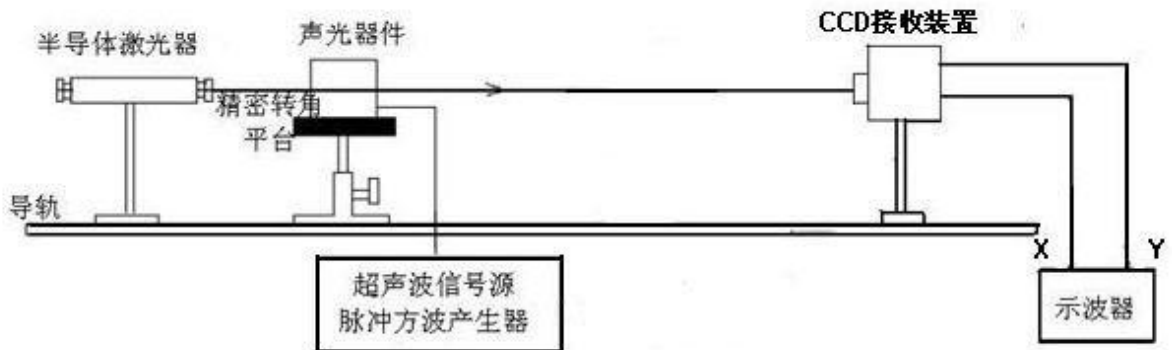 CCD接收装置
半导体激光器
声光器件
精密转角
平台
导轨
X
Y
超声波信号源
脉冲方波产生器
示波器